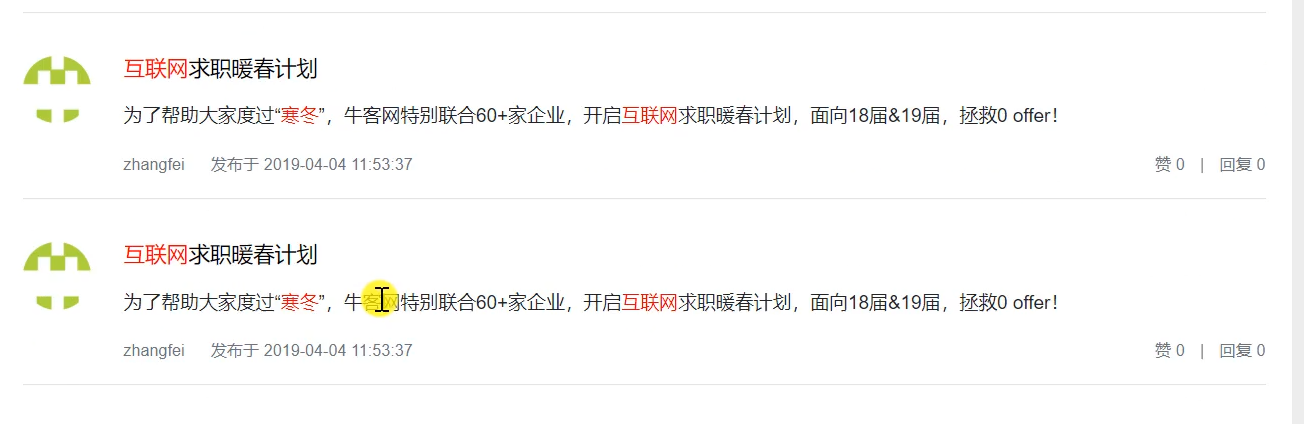 互联网求职暖春计划
为了帮助大家度过“寒冬”，牛客网特别联合60+家企业，开启互联网求职暖春计划，面向18届&19届，拯救0 offer！
zhangfei 发布于 2019-04-04 11:53:37 赞 0 | 回复 0
互联网求职暖春计划
为了帮助大家度过“寒冬”，牛客网特别联合60+家企业，开启互联网求职暖春计划，面向18届&19届，拯救0 offer！
zhangfei 发布于 2019-04-04 11:53:37 赞 0 | 回复 0